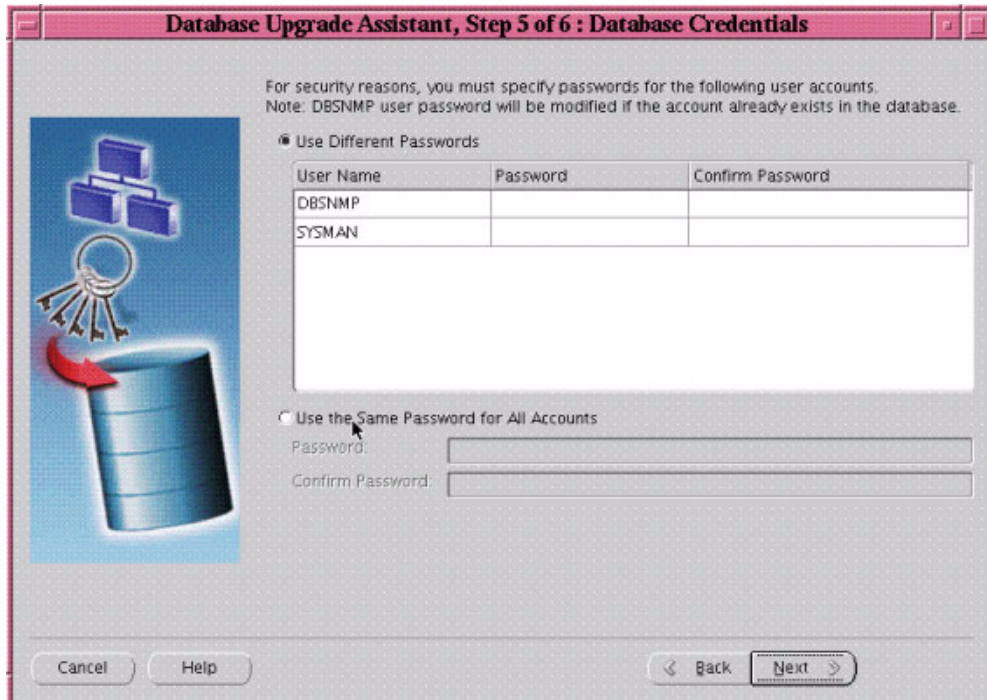 Database Upgrade Assistant, Step 5 of 6 : Database Credentials
For security reasons, you must specify passwords for the following user accounts.
Note: DBSNMP user password will be modified if the account already exists in the database.
Use Different Passwords
User Name Password Confirm Password
DBSNMP
SYSMAN
Use the Same Password for All Accounts
Password:
Confirm Password:
Cancel Help Back Next